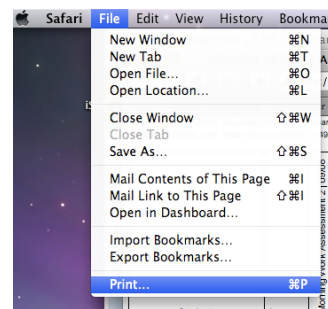 Safari File Edit View History Bookma
New Window ⌘N
New Tab ⌘T
Open File... ⌘O
Open Location... ⌘L
Close Window ⇧⌘W
Close Tab
Save As... ⇧⌘S
Mail Contents of This Page ⌘I
Mail Link to This Page ⇧⌘I
Open in Dashboard...
Import Bookmarks...
Export Bookmarks...
Print... ⌘P